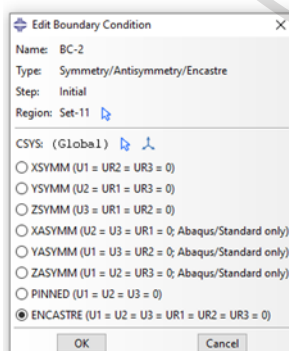 Edit Boundary Condition
Name: BC-2
Type: Symmetry/Antisymmetry/Encastre
Step: Initial
Region: Set-11
CSYS: (Global)
XSYMM (U1 = UR2 = UR3 = 0)
YSYMM (U2 = UR1 = UR3 = 0)
ZSYMM (U3 = UR1 = UR2 = 0)
XASYMM (U2 = U3 = UR1 = 0; Abaqus/Standard only)
YASYMM (U1 = U3 = UR2 = 0; Abaqus/Standard only)
ZASYMM (U1 = U2 = UR3 = 0; Abaqus/Standard only)
PINNED (U1 = U2 = U3 = 0)
ENCASTRE (U1 = U2 = U3 = UR1 = UR2 = UR3 = 0)
OK Cancel